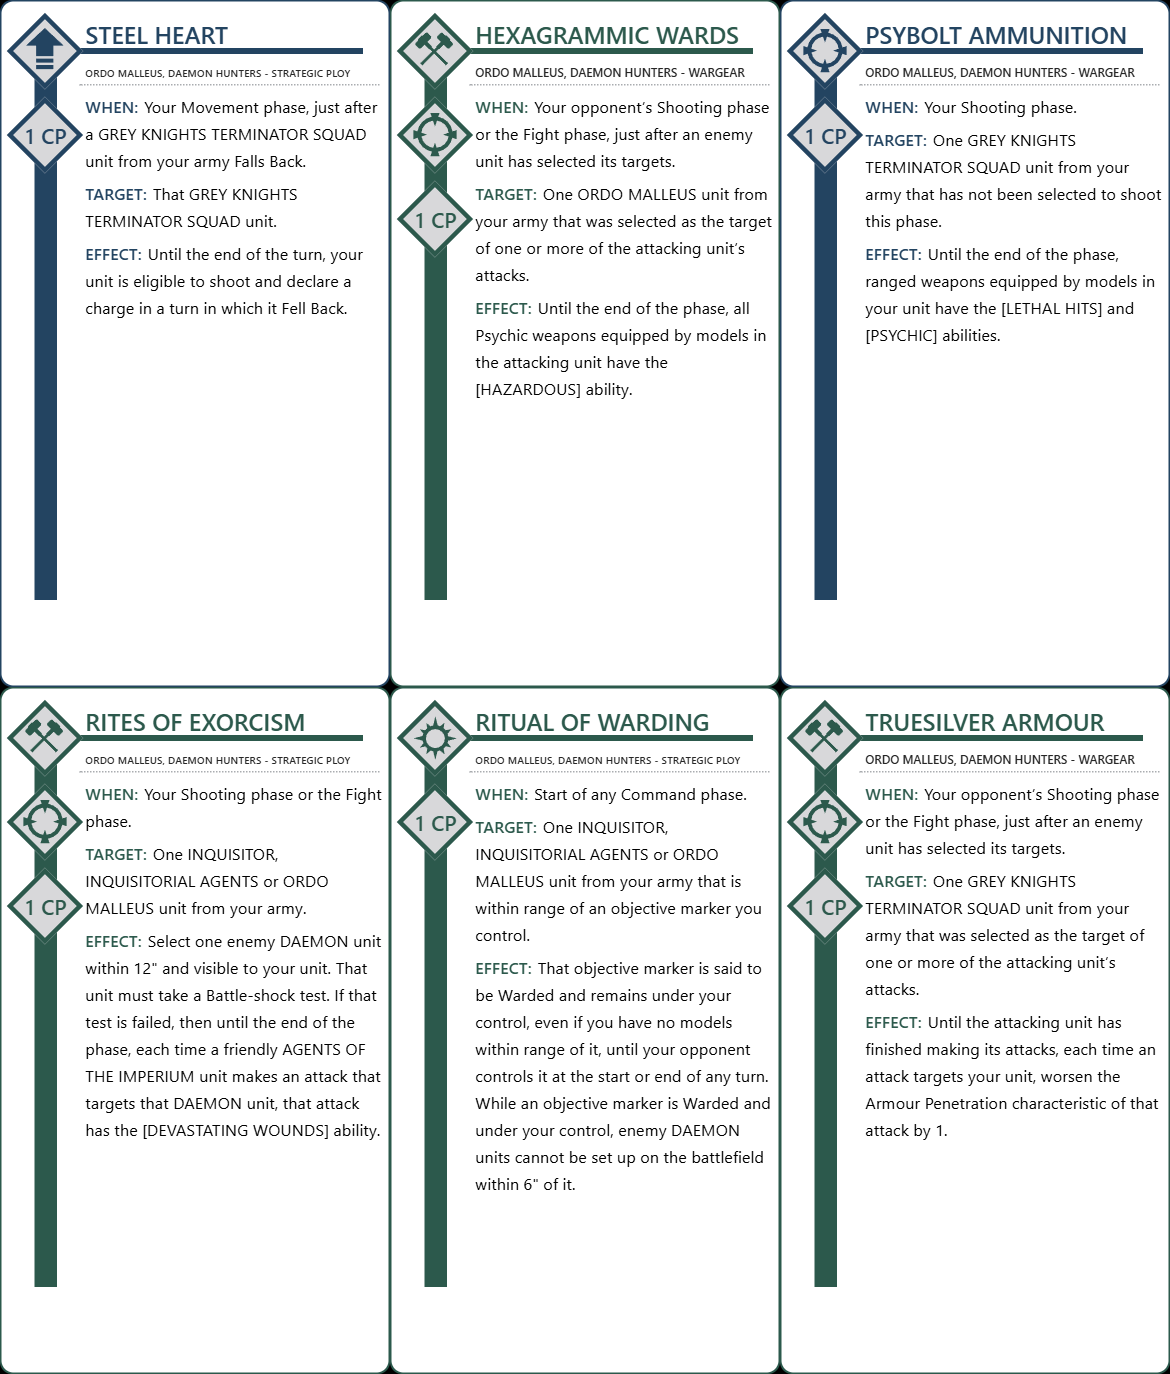 STEEL HEART
ORDO MALLEUS, DAEMON HUNTERS - STRATEGIC PLOY
1 CP
WHEN: Your Movement phase, just after
a GREY KNIGHTS TERMINATOR SQUAD
unit from your army Falls Back.
TARGET: That GREY KNIGHTS
TERMINATOR SQUAD unit.
EFFECT: Until the end of the turn, your
unit is eligible to shoot and declare a
charge in a turn in which it Fell Back.
HEXAGRAMMIC WARDS
ORDO MALLEUS, DAEMON HUNTERS - WARGEAR
WHEN: Your opponent's Shooting phase
or the Fight phase, just after an enemy
unit has selected its targets.
1 CP
TARGET: One ORDO MALLEUS unit from
your army that was selected as the target
of one or more of the attacking unit's
attacks.
EFFECT: Until the end of the phase, all
Psychic weapons equipped by models in
the attacking unit have the
[HAZARDOUS] ability.
PSYBOLT AMMUNITION
ORDO MALLEUS, DAEMON HUNTERS - WARGEAR
1 CP
WHEN: Your Shooting phase.
TARGET: One GREY KNIGHTS
TERMINATOR SQUAD unit from your
army that has not been selected to shoot
this phase.
EFFECT: Until the end of the phase,
ranged weapons equipped by models in
your unit have the [LETHAL HITS] and
[PSYCHIC] abilities.
RITES OF EXORCISM
ORDO MALLEUS, DAEMON HUNTERS - STRATEGIC PLOY
WHEN: Your Shooting phase or the Fight
phase.
1 CP
TARGET: One INQUISITOR,
INQUISITORIAL AGENTS or ORDO
MALLEUS unit from your army.
EFFECT: Select one enemy DAEMON unit
within 12" and visible to your unit. That
unit must take a Battle-shock test. If that
test is failed, then until the end of the
phase, each time a friendly AGENTS OF
THE IMPERIUM unit makes an attack that
targets that DAEMON unit, that attack
has the [DEVASTATING WOUNDS] ability.
RITUAL OF WARDING
ORDO MALLEUS, DAEMON HUNTERS - STRATEGIC PLOY
1 CP
WHEN: Start of any Command phase.
TARGET: One INQUISITOR,
INQUISITORIAL AGENTS or ORDO
MALLEUS unit from your army that is
within range of an objective marker you
control.
EFFECT: That objective marker is said to
be Warded and remains under your
control, even if you have no models
within range of it, until your opponent
controls it at the start or end of any turn.
While an objective marker is Warded and
under your control, enemy DAEMON
units cannot be set up on the battlefield
within 6" of it.
TRUESILVER ARMOUR
ORDO MALLEUS, DAEMON HUNTERS - WARGEAR
WHEN: Your opponent's Shooting phase
or the Fight phase, just after an enemy
unit has selected its targets.
1 CP
TARGET: One GREY KNIGHTS
TERMINATOR SQUAD unit from your
army that was selected as the target of
one or more of the attacking unit's
attacks.
EFFECT: Until the attacking unit has
finished making its attacks, each time an
attack targets your unit, worsen the
Armour Penetration characteristic of that
attack by 1.